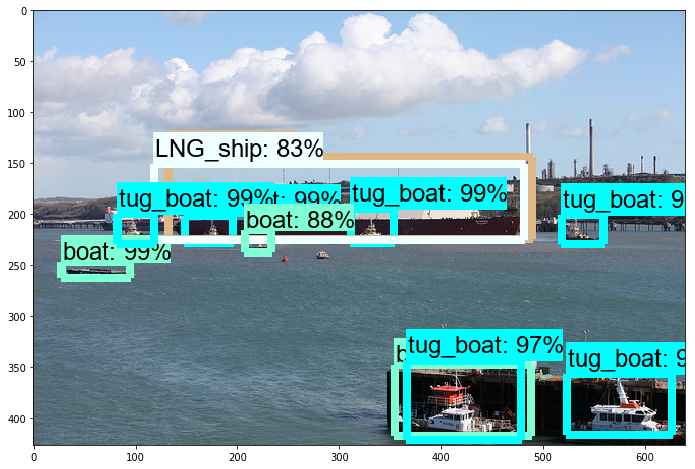 0
50
100
150
200
250
300
350
400
LNG_ship: 83%
tug_boat: 99%
t: 99%
tug_boat: 99%
tug_boat: 9
boat: 88%
boat: 99%
b
tug_boat: 97%
tug_boat: 9
0
100
200
300
400
500
600